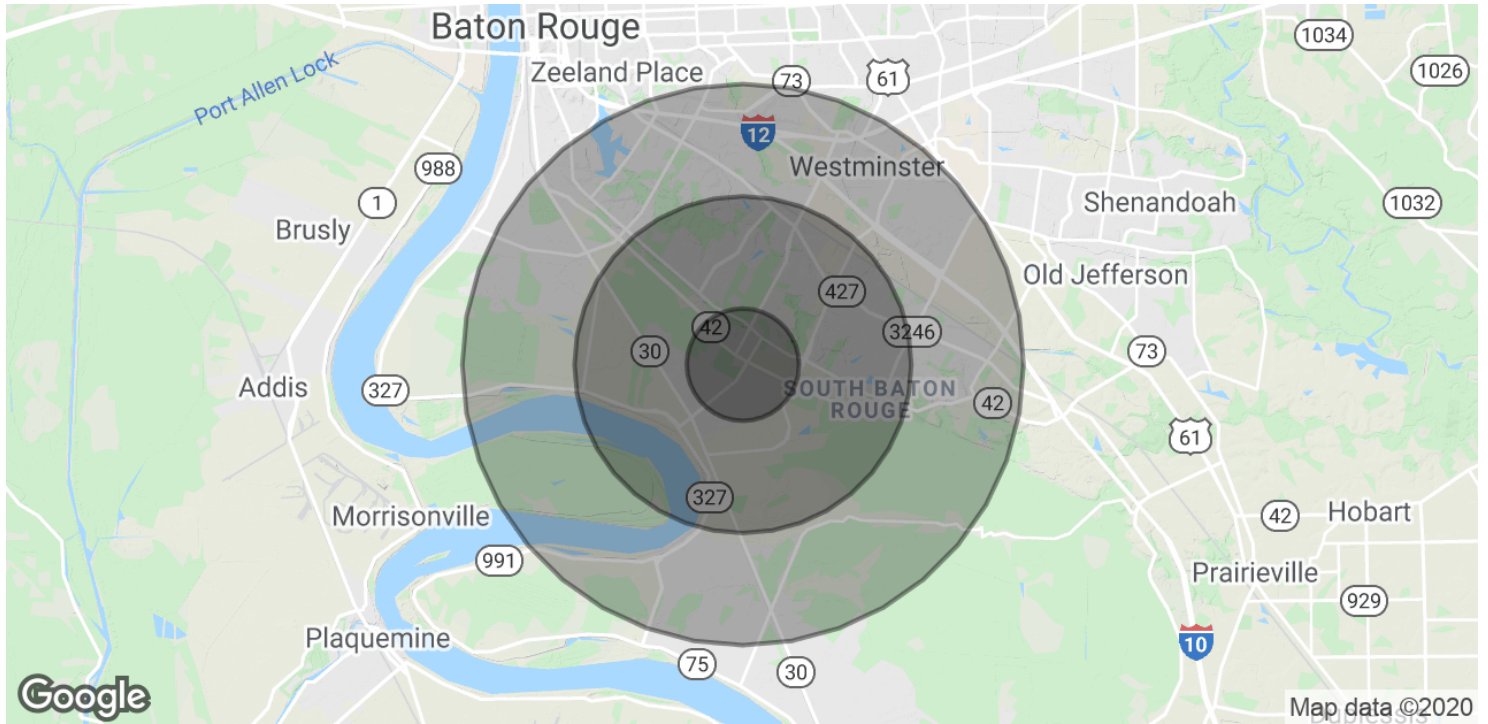 Baton Rouge
1034
Zeeland Place
73
61
1026
Port Allen Lock
12
988
Westminster
1
Shenandoah
1032
Brusly
Old Jefferson
427
42
3246
30
73
Addis
327
SOUTH BATON
ROUGE
42
61
327
Morrisonville
42
Hobart
991
Prairieville
929
Plaquemine
10
75
30
Google
Map data ©2020